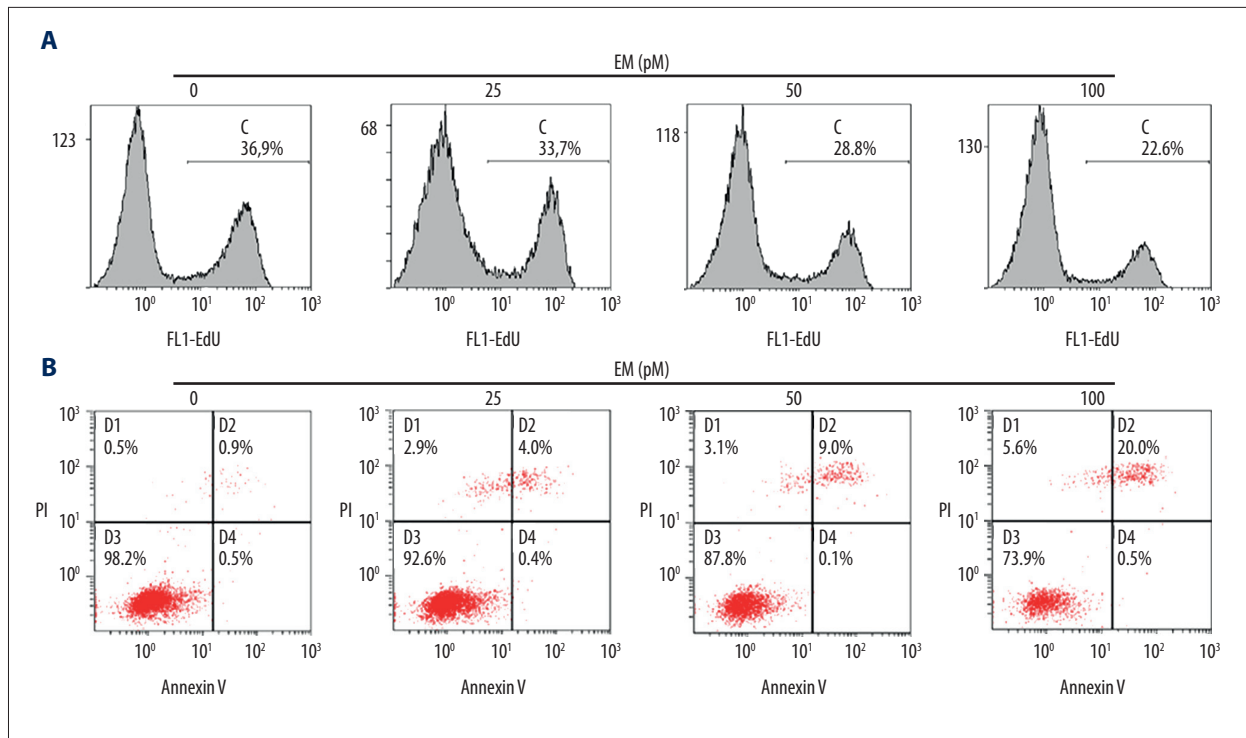 A
EM (pM)
0 25 50 100
123
C
36,9%
10⁰ 10¹ 10² 10³
FL1-EdU
68
C
33,7%
10⁰ 10¹ 10² 10³
FL1-EdU
118
C
28.8%
10⁰ 10¹ 10² 10³
FL1-EdU
130
C
22.6%
10⁰ 10¹ 10² 10³
FL1-EdU
B
EM (pM)
0 25 50 100
10³
D1 D2
0.5% 0.9%
10²
PI
10¹
D3 D4
98.2% 0.5%
10⁰
10⁰ 10¹ 10² 10³
Annexin V
10³
D1 D2
2.9% 4.0%
10²
PI
10¹
D3 D4
92.6% 0.4%
10⁰
10⁰ 10¹ 10² 10³
Annexin V
10³
D1 D2
3.1% 9.0%
10²
PI
10¹
D3 D4
87.8% 0.1%
10⁰
10⁰ 10¹ 10² 10³
Annexin V
10³
D1 D2
5.6% 20.0%
10²
PI
10¹
D3 D4
73.9% 0.5%
10⁰
10⁰ 10¹ 10² 10³
Annexin V